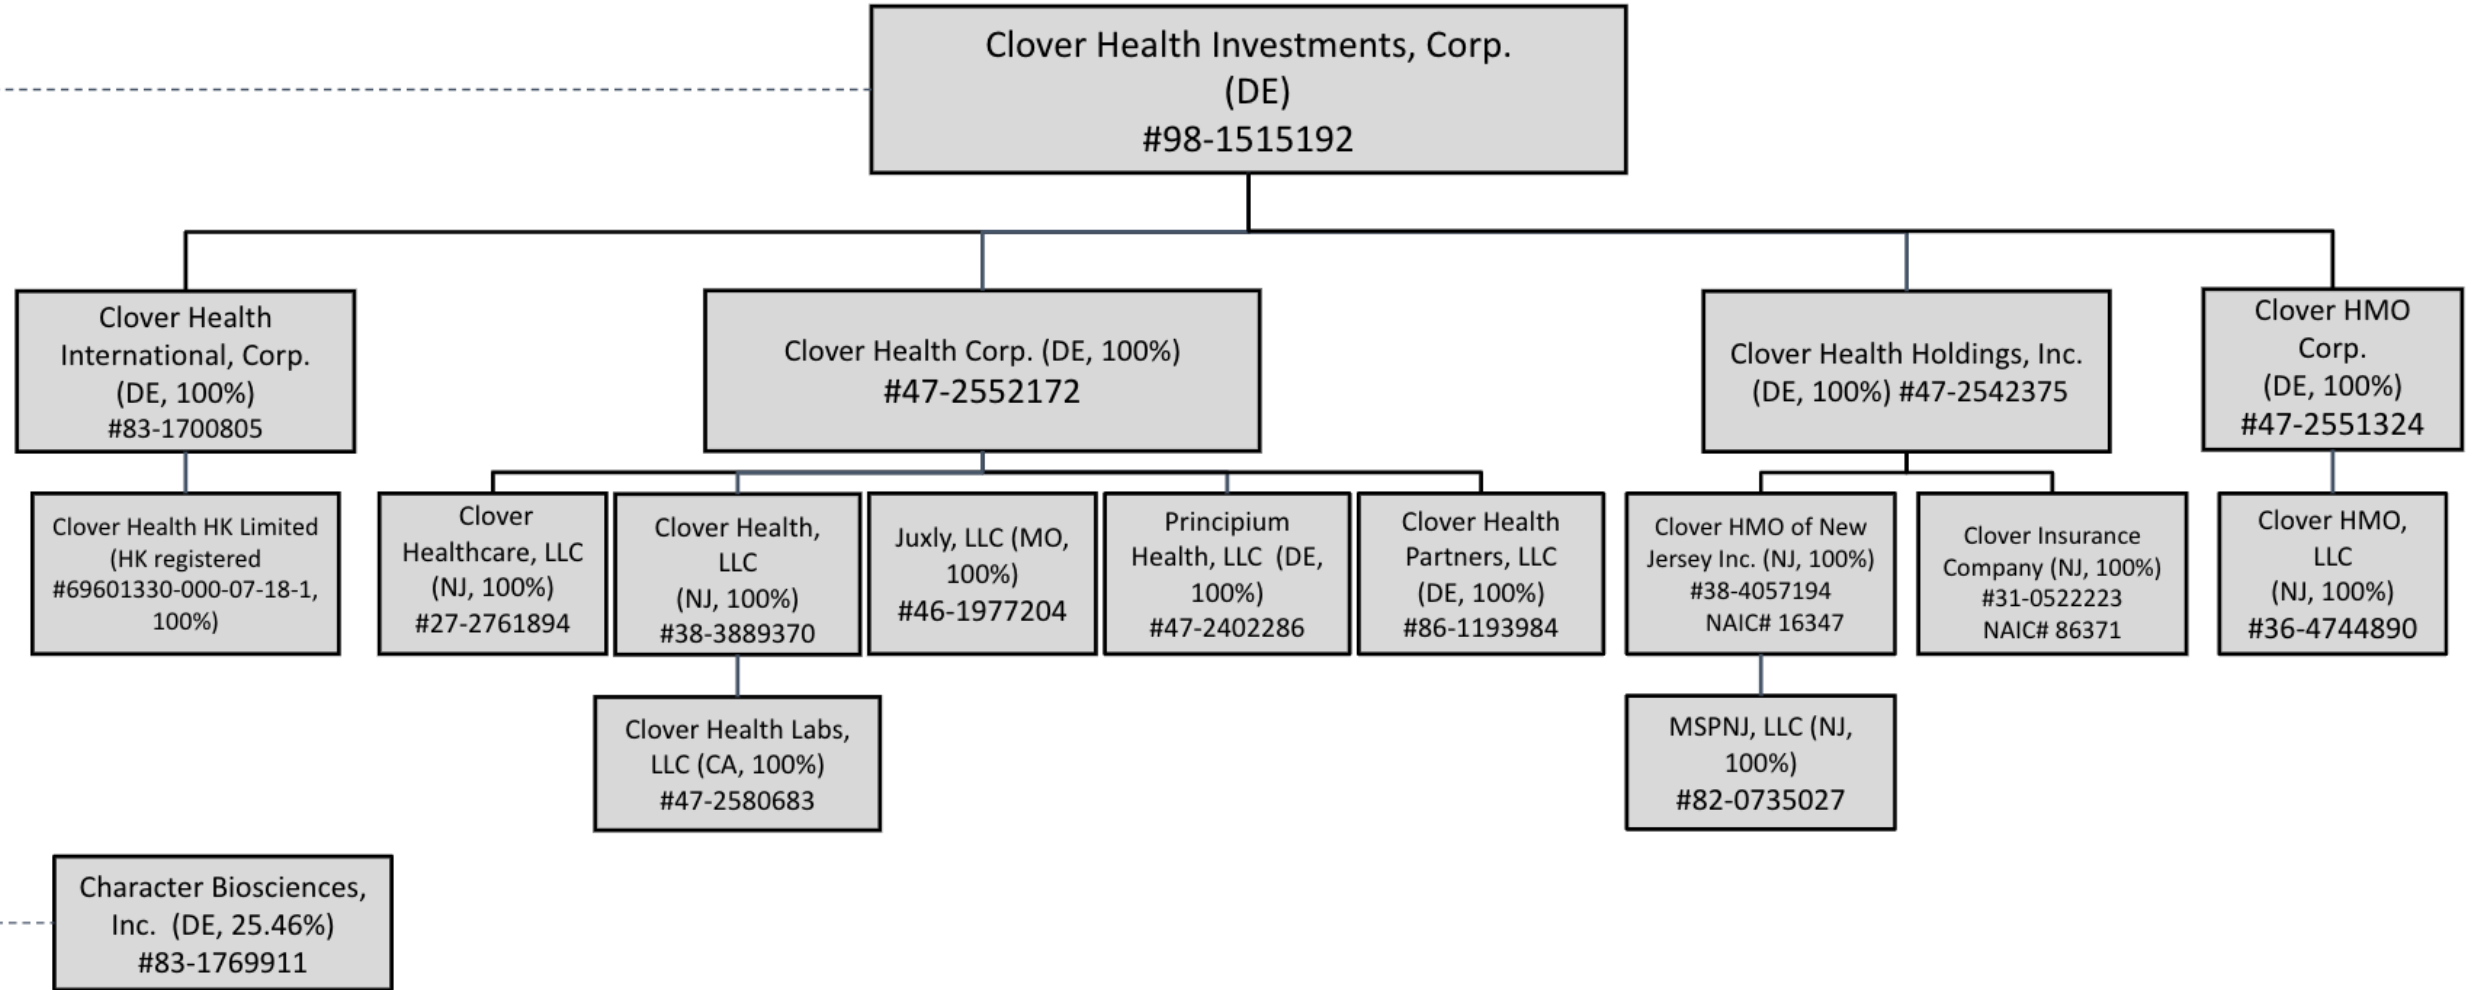 Clover Health Investments, Corp.
(DE)
#98-1515192
Clover Health
International, Corp.
(DE, 100%)
#83-1700805
Clover Health Corp. (DE, 100%)
#47-2552172
Clover Health Holdings, Inc.
(DE, 100%) #47-2542375
Clover HMO
Corp.
(DE, 100%)
#47-2551324
Clover Health HK Limited
(HK registered
#69601330-000-07-18-1,
100%)
Clover
Healthcare, LLC
(NJ, 100%)
#27-2761894
Clover Health,
LLC
(NJ, 100%)
#38-3889370
Juxly, LLC (MO,
100%)
#46-1977204
Principium
Health, LLC  (DE,
100%)
#47-2402286
Clover Health
Partners, LLC
(DE, 100%)
#86-1193984
Clover HMO of New
Jersey Inc. (NJ, 100%)
#38-4057194
NAIC# 16347
Clover Insurance
Company (NJ, 100%)
#31-0522223
NAIC# 86371
Clover HMO,
LLC
(NJ, 100%)
#36-4744890
Clover Health Labs,
LLC (CA, 100%)
#47-2580683
MSPNJ, LLC (NJ,
100%)
#82-0735027
Character Biosciences,
Inc.  (DE, 25.46%)
#83-1769911